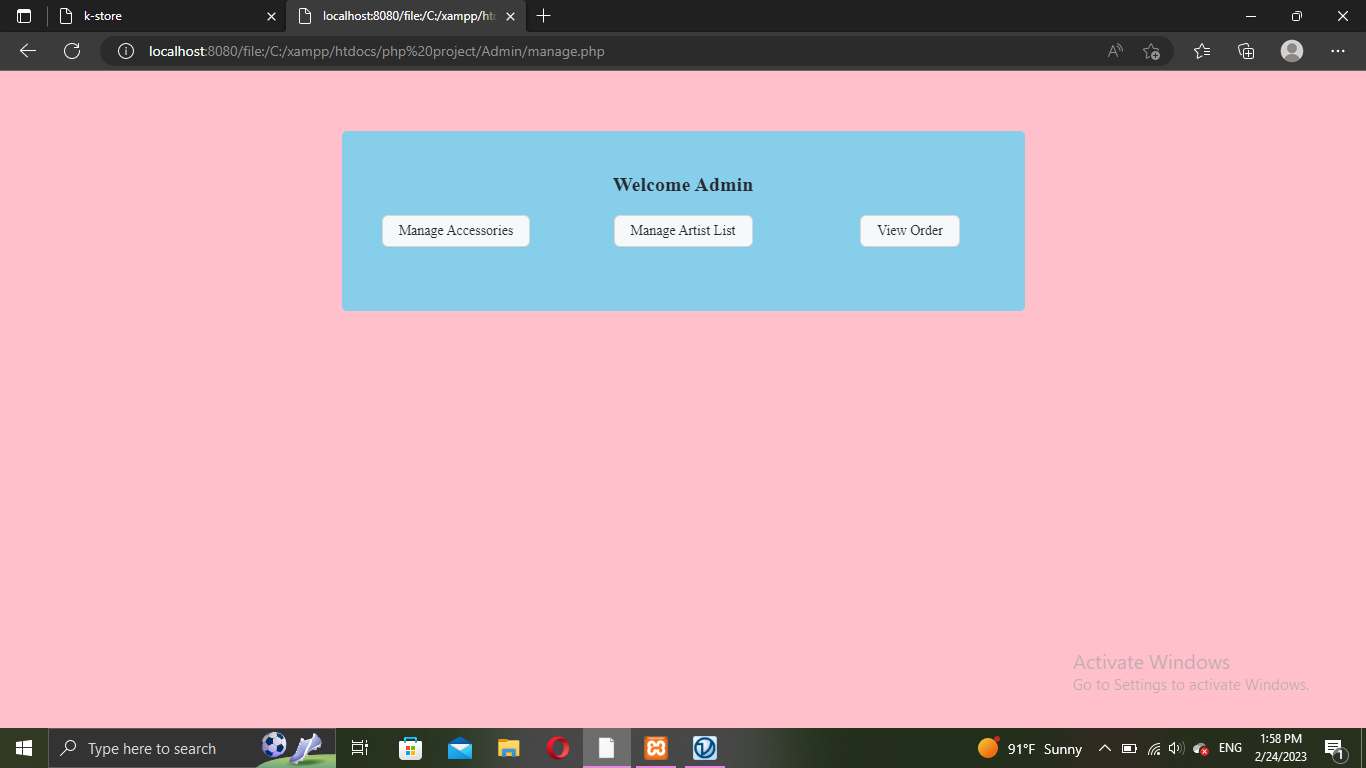 k-store
localhost:8080/file:/C:/xampp/htd
localhost:8080/file:/C:/xampp/htdocs/php%20project/Admin/manage.php
Welcome Admin
Manage Accessories
Manage Artist List
View Order
Activate Windows
Go to Settings to activate Windows.
Type here to search
91°F Sunny
ENG
1:58 PM
2/24/2023
1